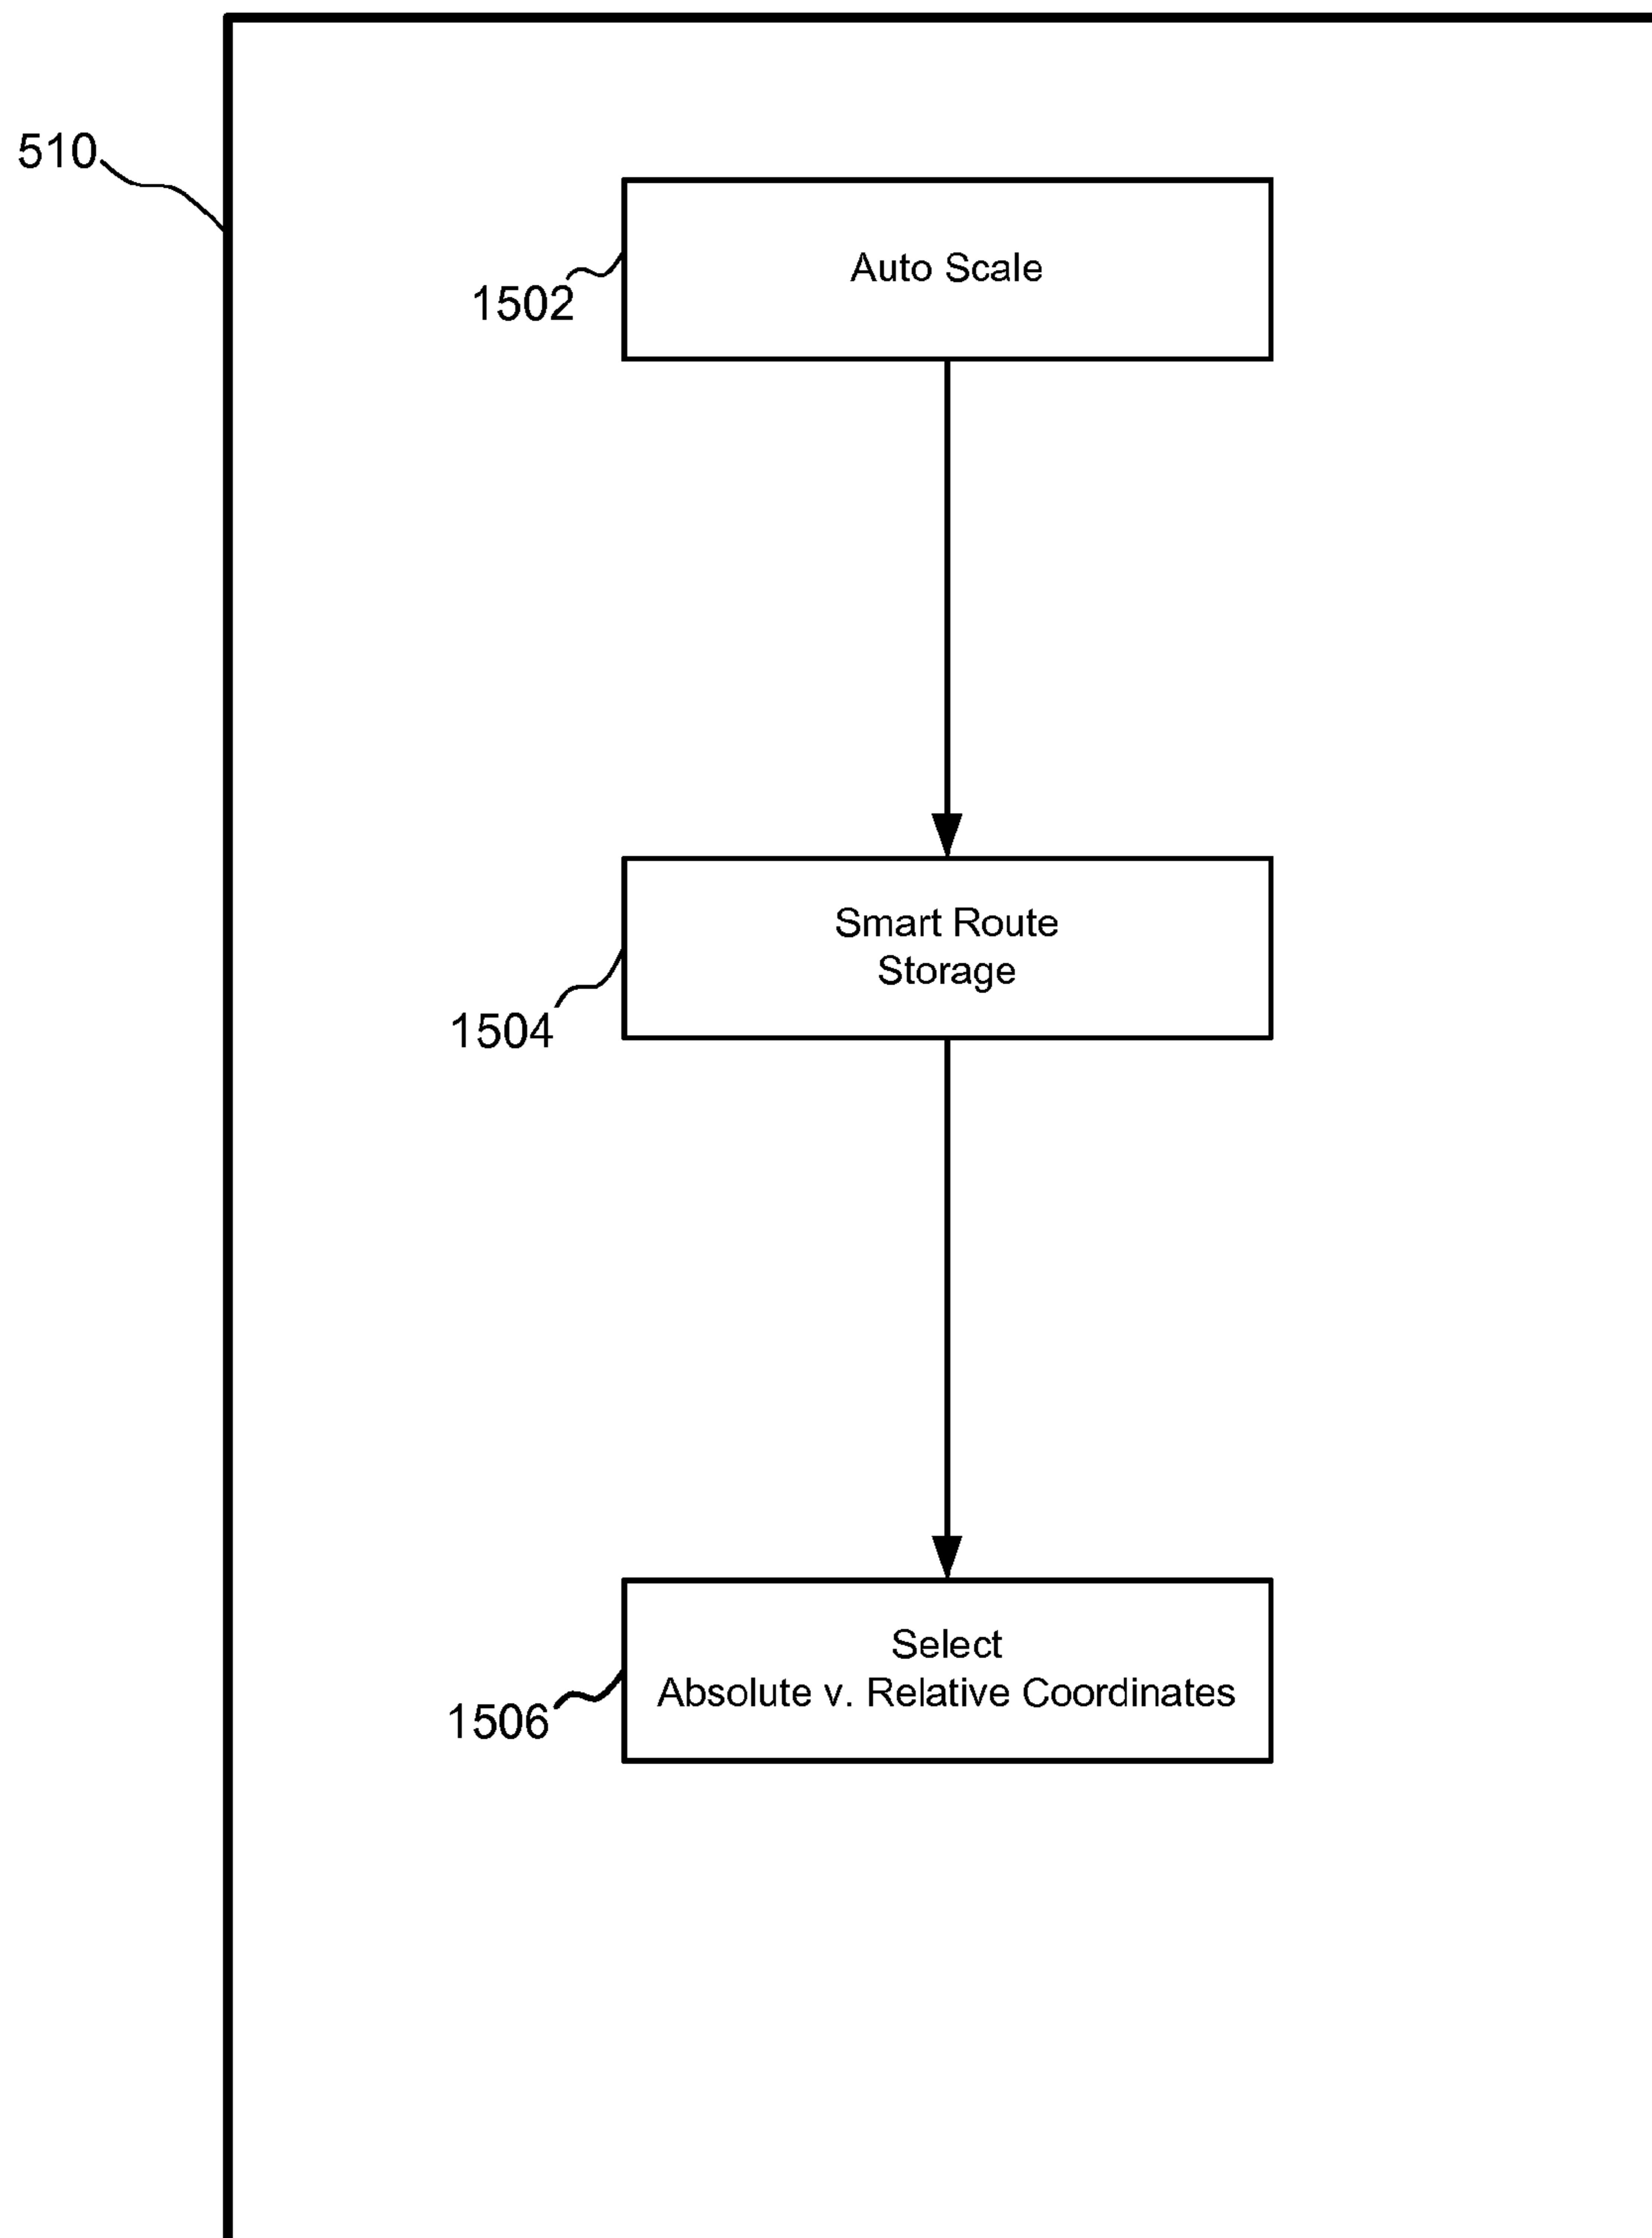 510
Auto Scale
1502
Smart Route
Storage
1504
Select
Absolute v. Relative Coordinates
1506